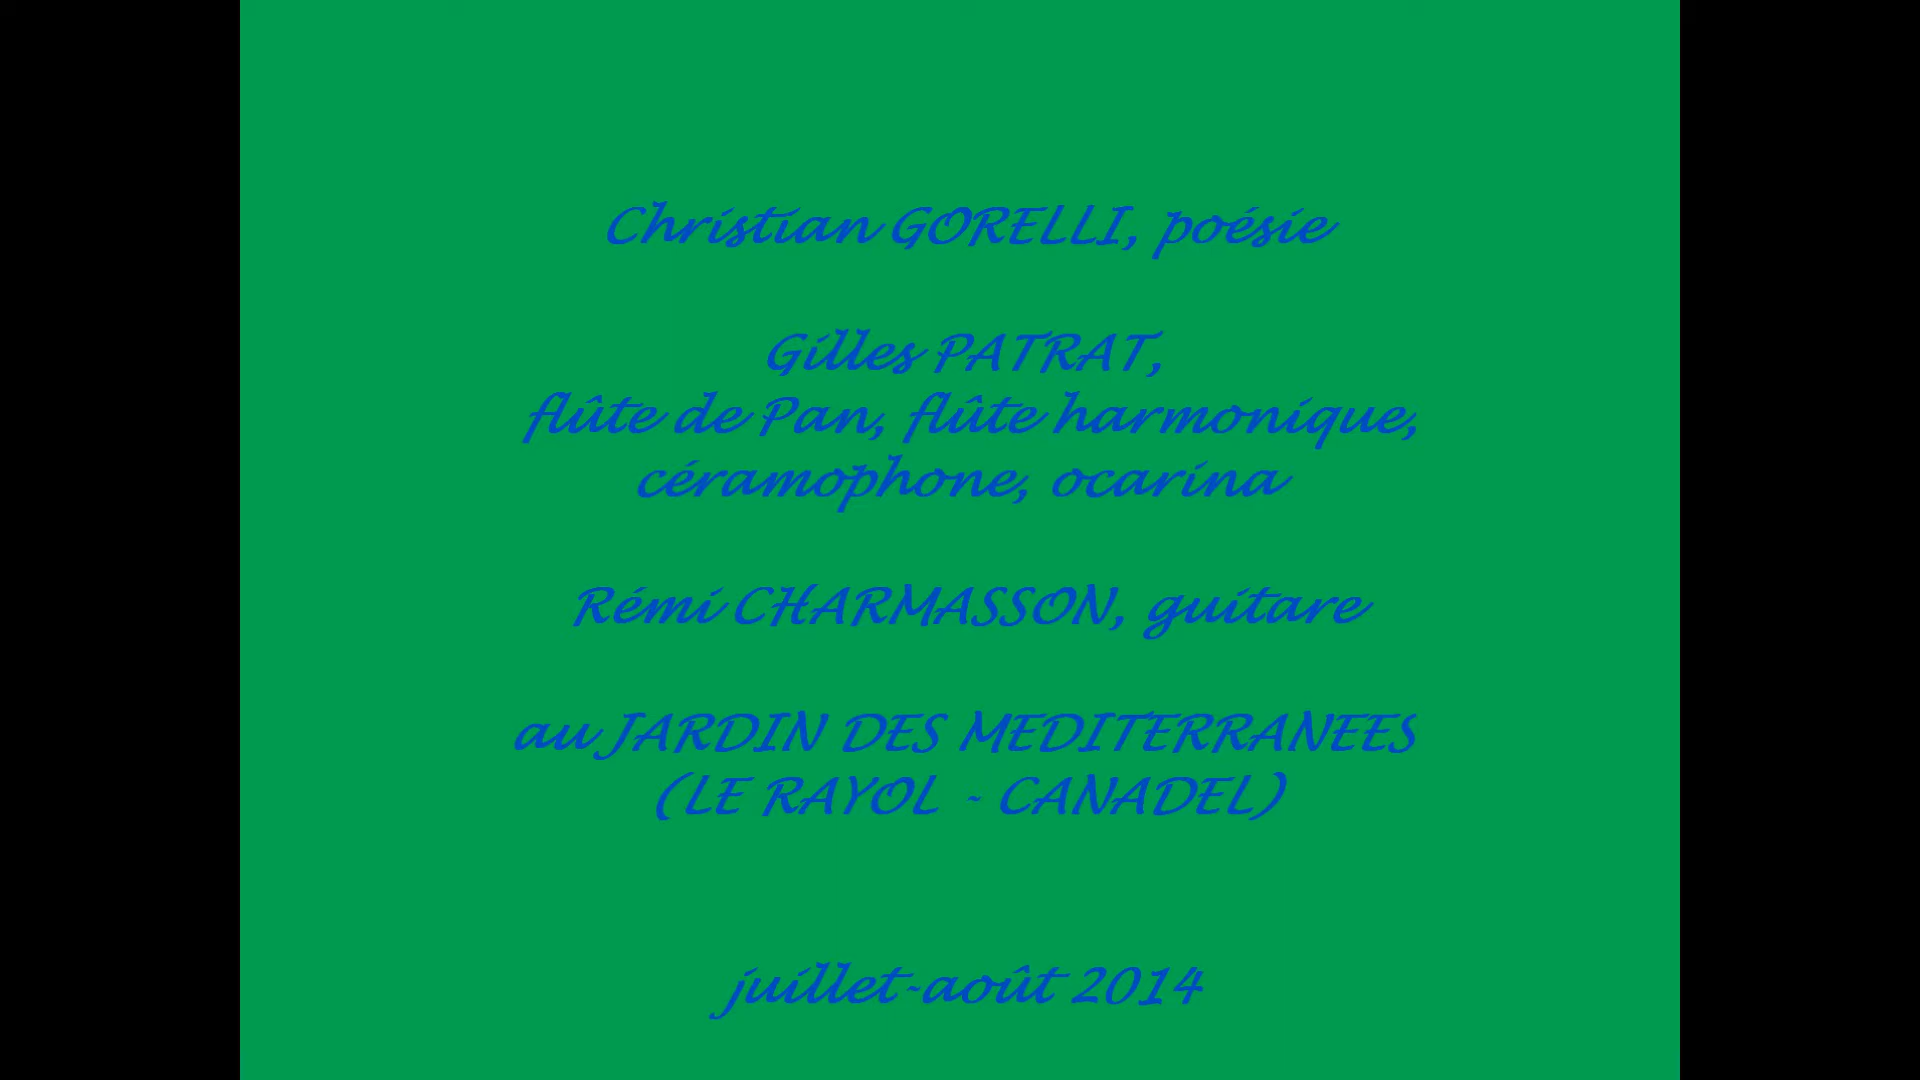 Christian GORELLI, poésie
Gilles PATRAT,
flûte de Pan, flûte harmonique,
céramophone, ocarina
Rémi CHARMASSON, guitare
au JARDIN DES MEDITERRANEES
(LE RAYOL - CANADEL)
juillet-août 2014